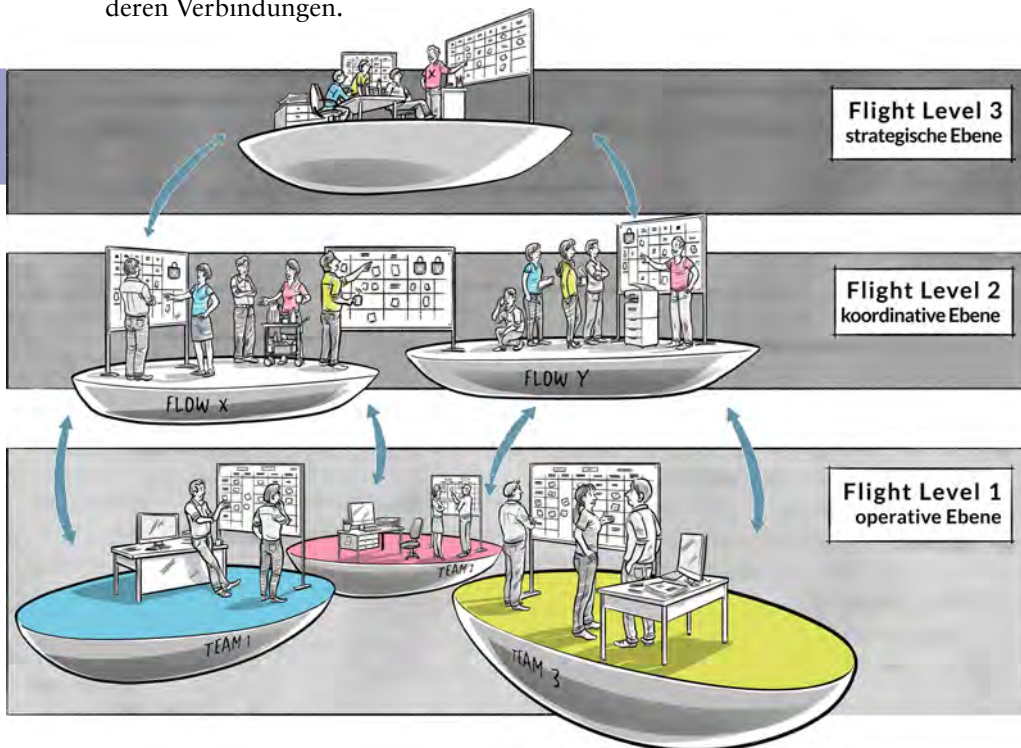 deren Verbindungen.
Flight Level 3
strategische Ebene
Flight Level 2
koordinative Ebene
FLOW X
FLOW Y
Flight Level 1
operative Ebene
TEAM 1
TEAM 2
TEAM 3